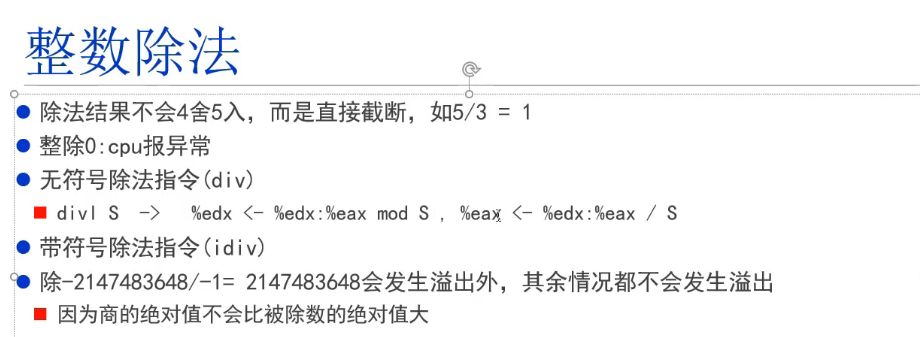 整数除法
除法结果不会4舍5入，而是直接截断，如5/3 = 1
整除0:cpu报异常
无符号除法指令(div)
divl S -> %edx <- %edx:%eax mod S , %eax <- %edx:%eax / S
带符号除法指令(idiv)
除-2147483648/-1= 2147483648会发生溢出外，其余情况都不会发生溢出
因为商的绝对值不会比被除数的绝对值大